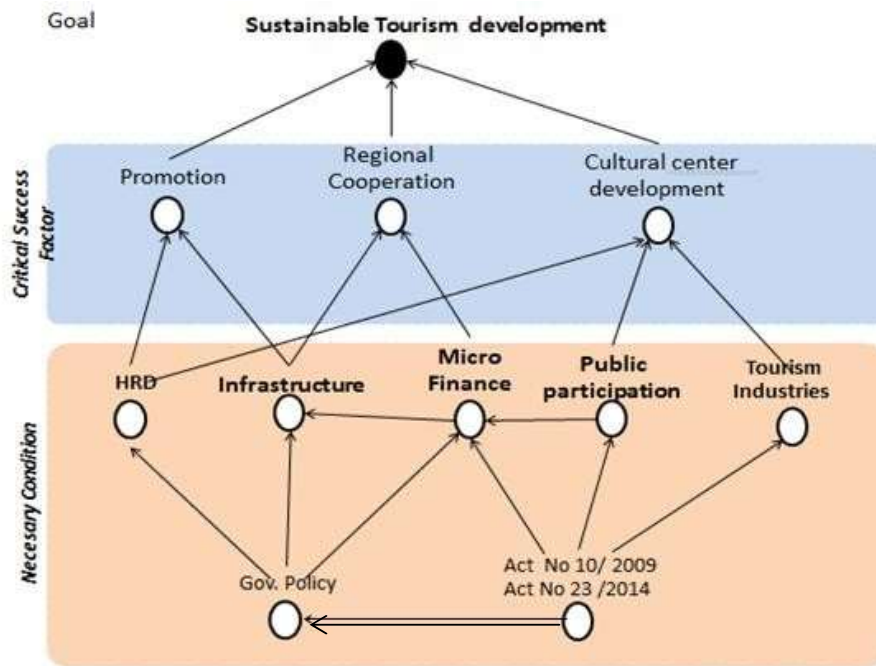 Goal
Sustainable Tourism development
Critical Success
Factor
Promotion
Regional
Cooperation
Cultural center
development
Necesary Condition
HRD
Infrastructure
Micro
Finance
Public
participation
Tourism
Industries
Gov. Policy
Act No 10/ 2009
Act No 23 /2014